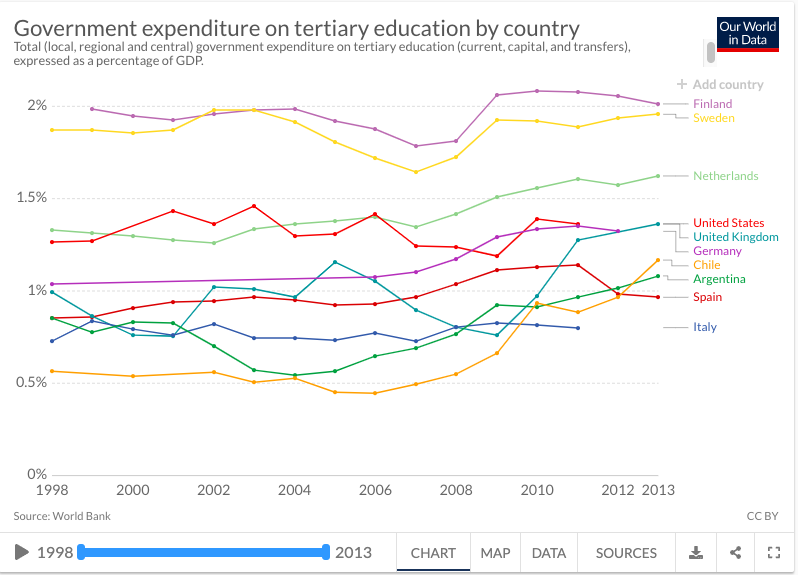 Government expenditure on tertiary education by country
Total (local, regional and central) government expenditure on tertiary education (current, capital, and transfers),
expressed as a percentage of GDP.
Our World
in Data
+ Add country
2%
1.5%
1%
0.5%
0%
Finland
Sweden
Netherlands
United States
United Kingdom
Germany
Chile
Argentina
Spain
Italy
1998
2000
2002
2004
2006
2008
2010
2012
2013
Source: World Bank
CC BY
1998
2013
CHART
MAP
DATA
SOURCES